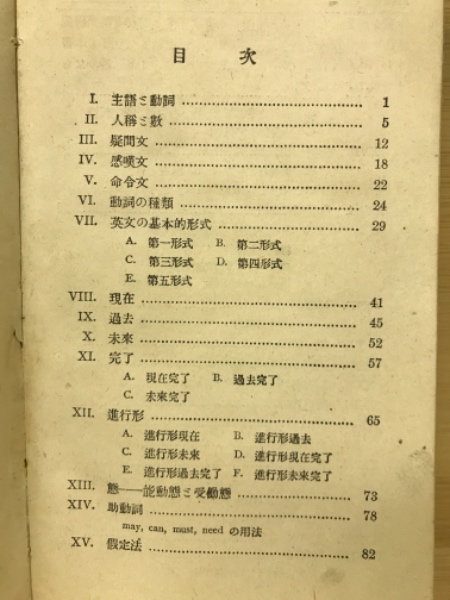 目 次
I. 主語と動詞 1
II. 人稱と數 5
III. 疑問文 12
IV. 感嘆文 18
V. 命令文 22
VI. 動詞の種類 24
VII. 英文の基本的形式 29
A. 第一形式 B. 第二形式
C. 第三形式 D. 第四形式
E. 第五形式
VIII. 現在 41
IX. 過去 45
X. 未來 52
XI. 完了 57
A. 現在完了 B. 過去完了
C. 未來完了
XII. 進行形 65
A. 進行形現在 B. 進行形過去
C. 進行形未來 D. 進行形現在完了
E. 進行形過去完了 F. 進行形未來完了
XIII. 態——能動態と受動態 73
XIV. 助動詞 78
may, can, must, need の用法
XV. 假定法 82